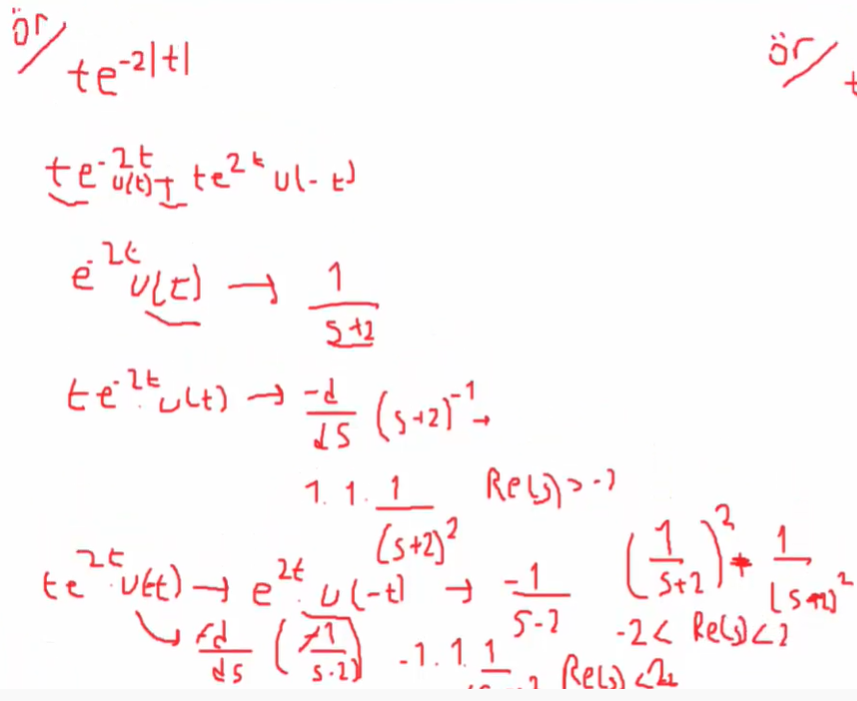 ör/ te^-2|t|
ör/ t
te^-2t u(t) + te^2t u(-t)
e^-2t u(t) → 1/(s+2)
te^-2t u(t) → -d/ds (s+2)^-1 →
1.1. 1/(s+2)^2 Re(s) > -2
te^2t u(-t) → e^2t u(-t) → -1/(s-2)
(1/(s+2))^2 + 1/(s+2)^2
-2 < Re(s) < 2
-d/ds (-1/(s-2)) -1.1.1 Re(s) < 2